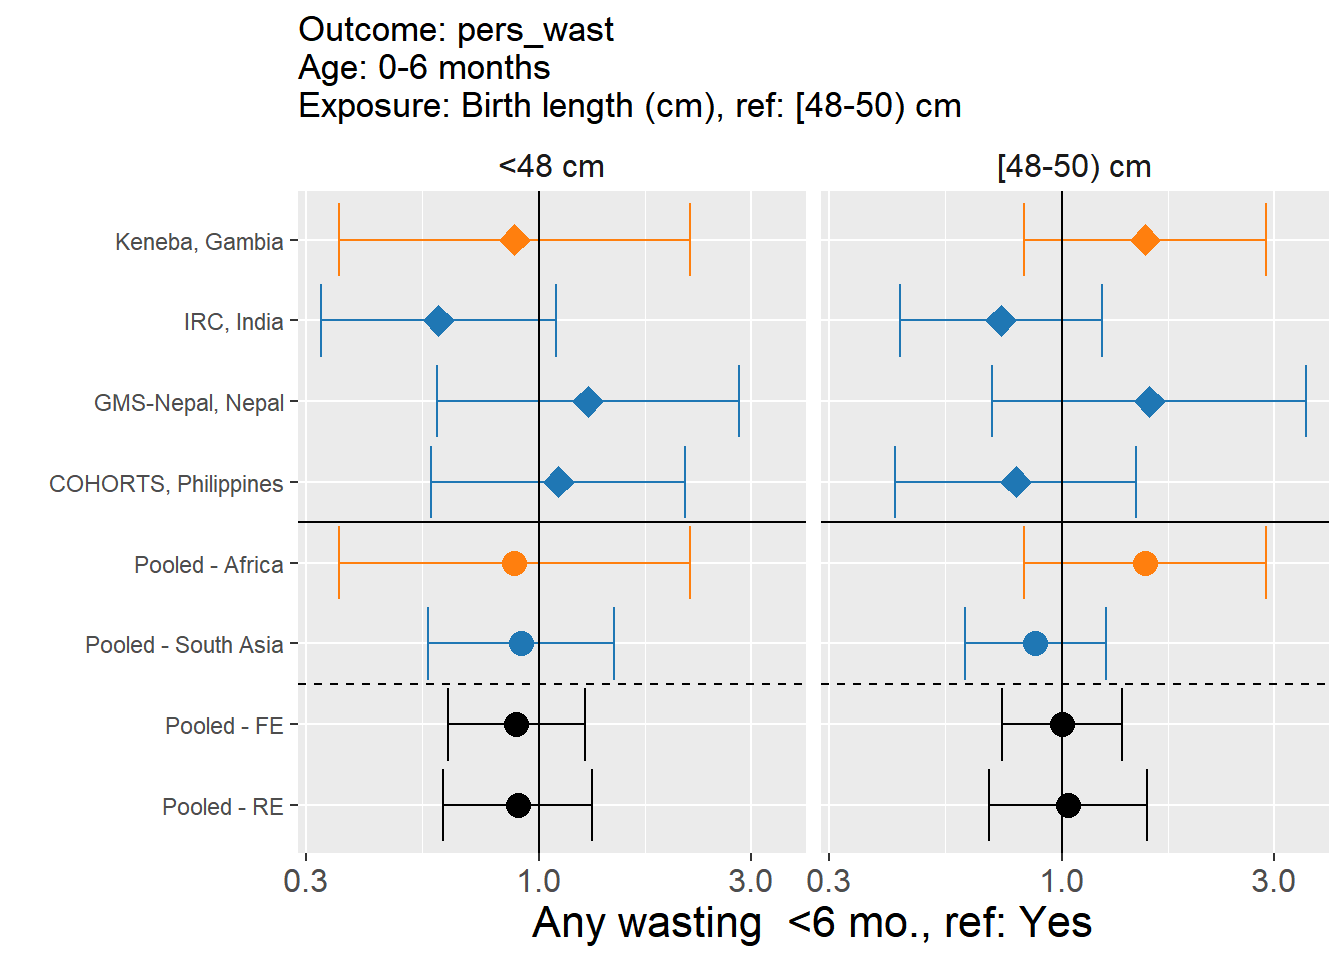 Outcome: pers_wast
Age: 0-6 months
Exposure: Birth length (cm), ref: [48-50) cm
<48 cm
[48-50) cm
Keneba, Gambia
IRC, India
GMS-Nepal, Nepal
COHORTS, Philippines
Pooled - Africa
Pooled - South Asia
Pooled - FE
Pooled - RE
0.3 1.0 3.0 0.3 1.0 3.0
Any wasting  <6 mo., ref: Yes